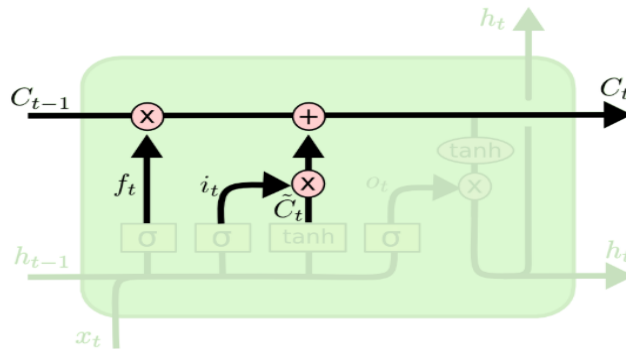 h_t
C_{t-1} × + C_t
tanh
f_t i_t × o_t ×
C̃_t
σ σ tanh σ
h_{t-1} h_t
x_t